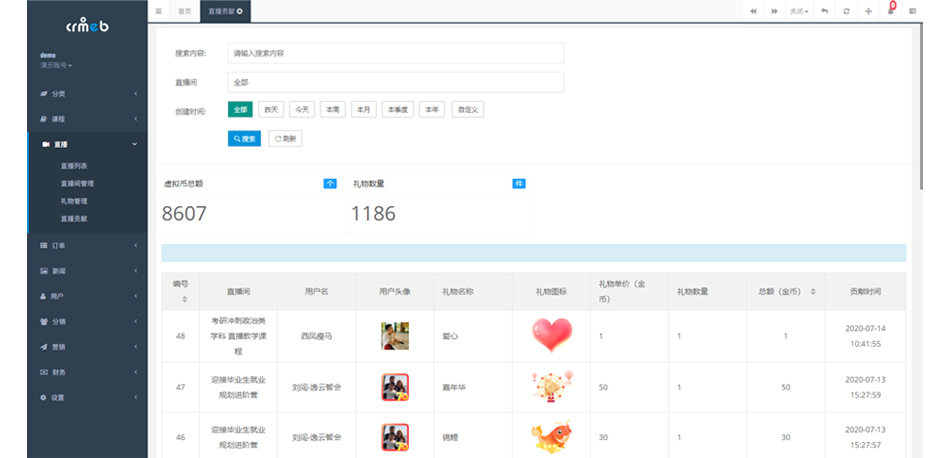 crmeb
demo
演示账号
分类
课程
直播
直播列表
直播间管理
礼物管理
直播贡献
订单
新闻
用户
分销
营销
财务
设置
首页
直播贡献
关闭
0
搜索内容:
请输入搜索内容
直播间
全部
创建时间:
全部 昨天 今天 本周 本月 本季度 本年 自定义
搜索 刷新
虚拟币总额 个
礼物数量 件
8607
1186
编号 直播间 用户名 用户头像 礼物名称 礼物图标 礼物单价（金币） 礼物数量 总额（金币） 贡献时间
48 考研冲刺政治类学科 直播教学课程 西凤瘦马 爱心 1 1 1 2020-07-14 10:41:55
47 迎接毕业生就业规划进阶营 刘闯-逸云智合 嘉年华 50 1 50 2020-07-13 15:27:59
46 迎接毕业生就业规划进阶营 刘闯-逸云智合 锦鲤 30 1 30 2020-07-13 15:27:57